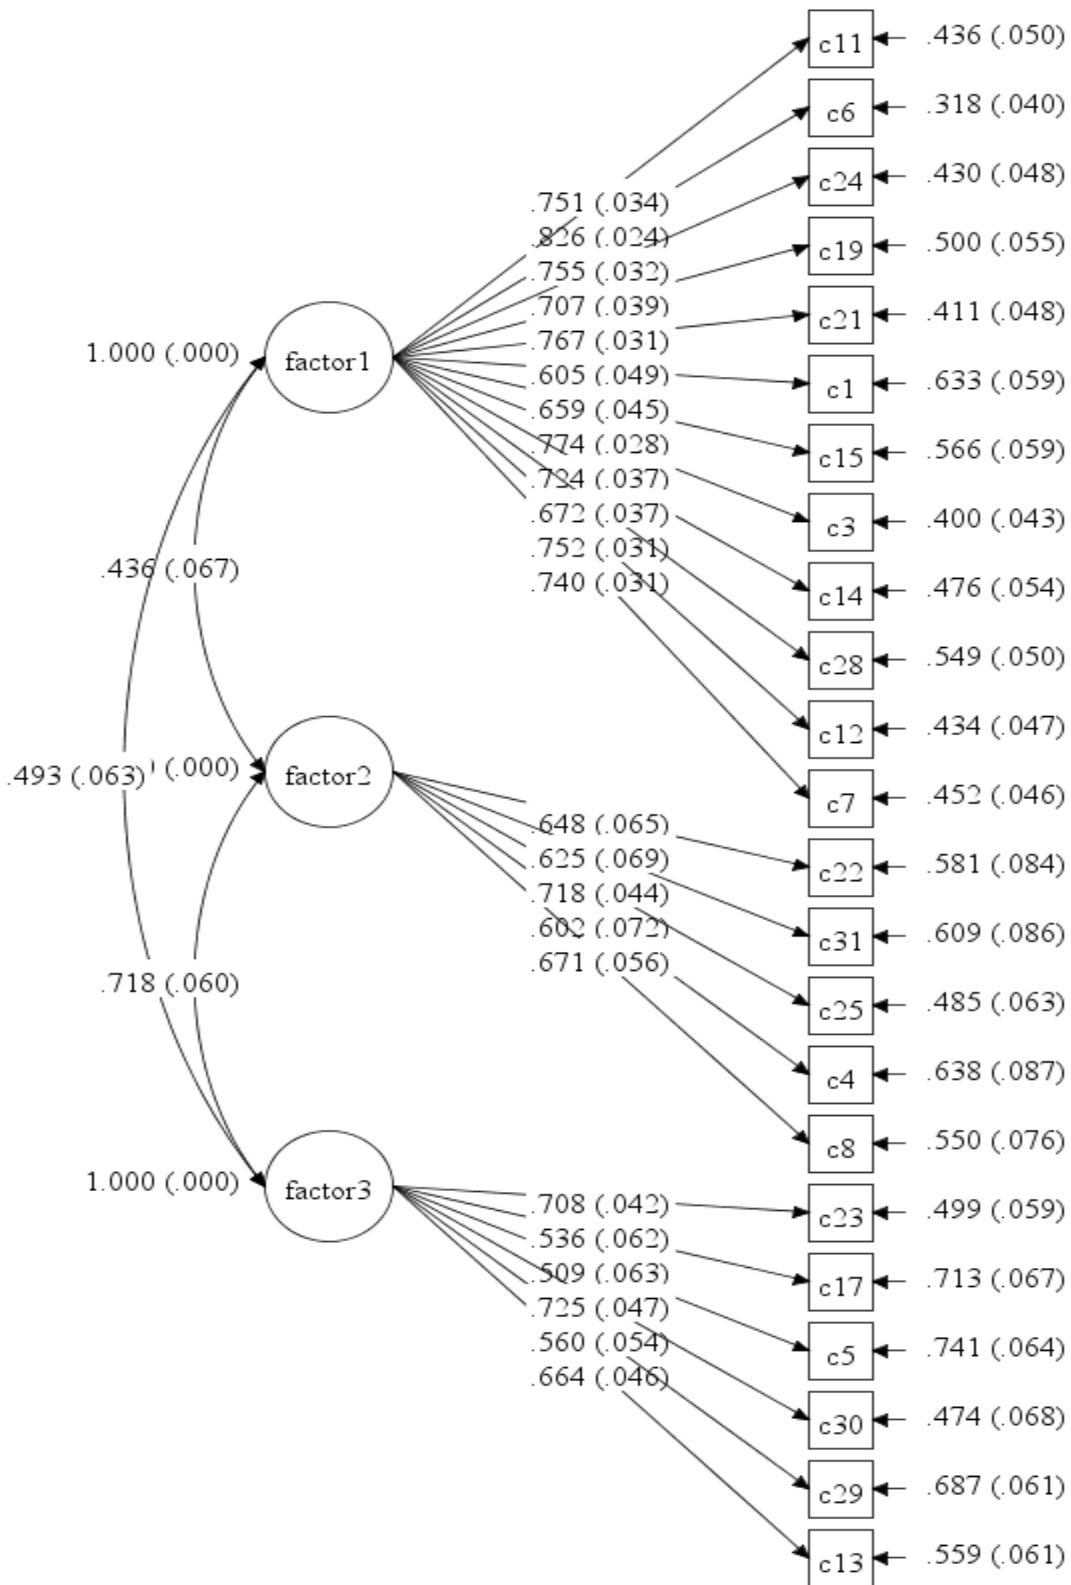 c11 .436 (.050)
c6 .318 (.040)
c24 .430 (.048)
.751 (.034)
.826 (.024)
c19 .500 (.055)
.755 (.032)
.707 (.039)
c21 .411 (.048)
.767 (.031)
1.000 (.000) factor1
.605 (.049)
c1 .633 (.059)
.659 (.045)
.774 (.028)
c15 .566 (.059)
.724 (.037)
.672 (.037)
c3 .400 (.043)
.752 (.031)
.436 (.067)
.740 (.031)
c14 .476 (.054)
c28 .549 (.050)
c12 .434 (.047)
.493 (.063) (.000) factor2
c7 .452 (.046)
.648 (.065)
.625 (.069)
c22 .581 (.084)
.718 (.044)
.602 (.072)
c31 .609 (.086)
.671 (.056)
.718 (.060)
c25 .485 (.063)
c4 .638 (.087)
c8 .550 (.076)
1.000 (.000) factor3
.708 (.042)
c23 .499 (.059)
.536 (.062)
.509 (.063)
c17 .713 (.067)
.725 (.047)
.560 (.054)
c5 .741 (.064)
.664 (.046)
c30 .474 (.068)
c29 .687 (.061)
c13 .559 (.061)